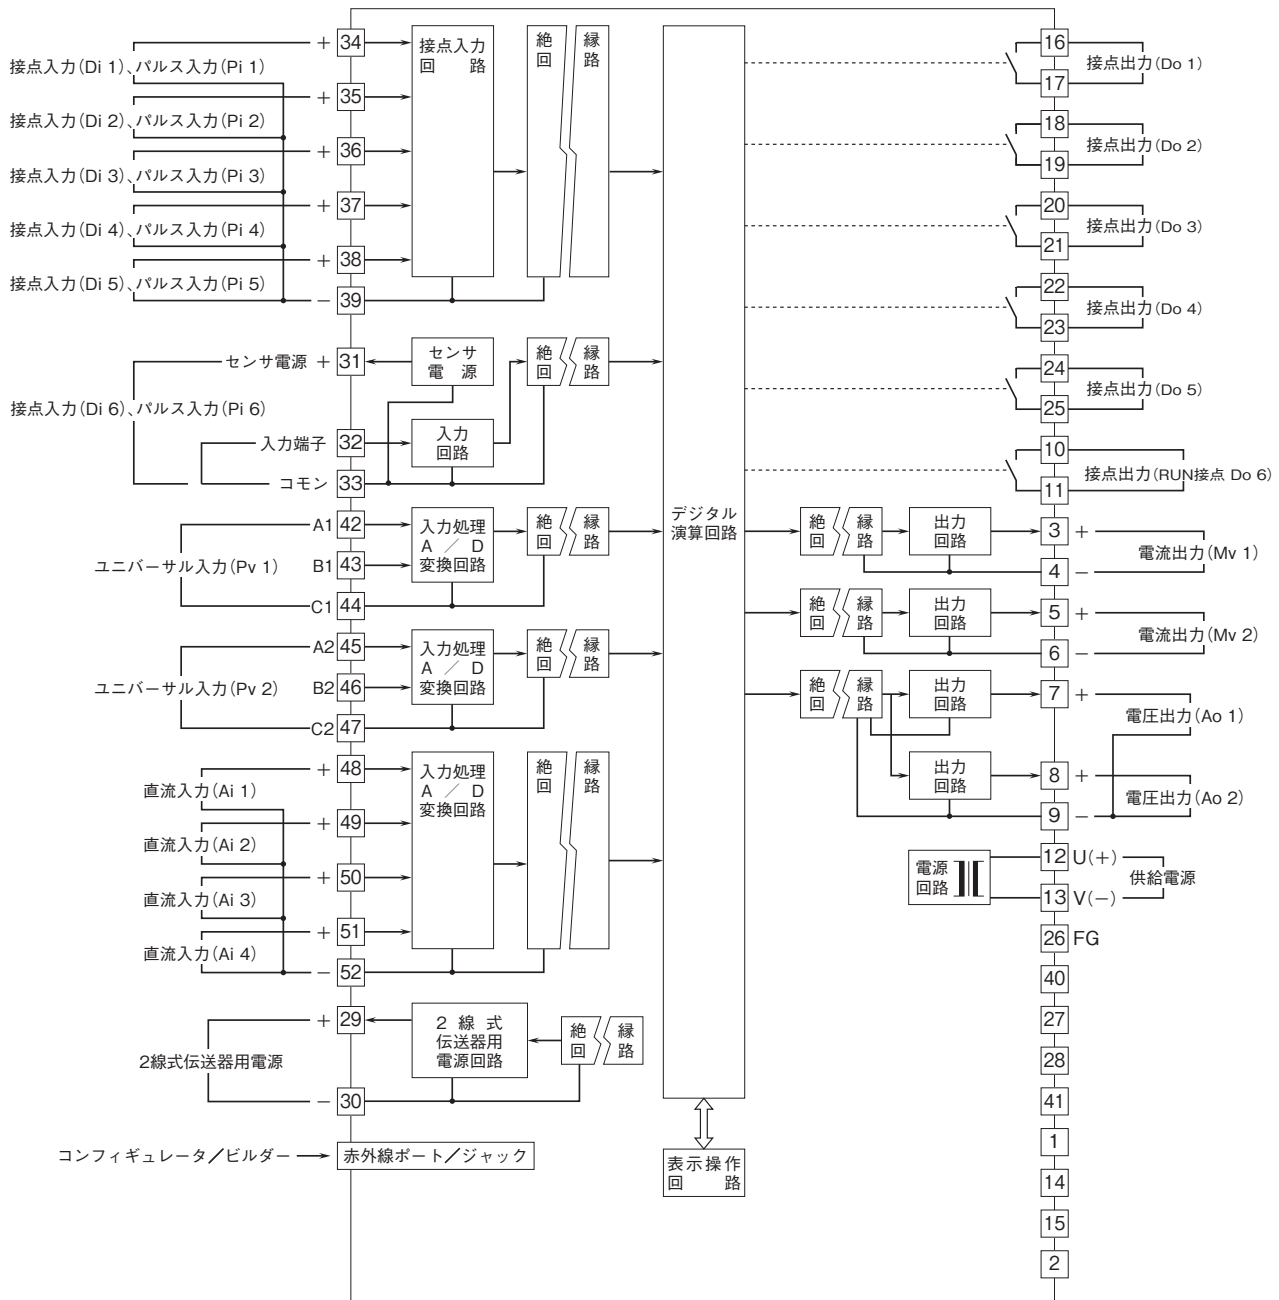 接点入力(Di 1)、パルス入力(Pi 1)
接点入力(Di 2)、パルス入力(Pi 2)
接点入力(Di 3)、パルス入力(Pi 3)
接点入力(Di 4)、パルス入力(Pi 4)
接点入力(Di 5)、パルス入力(Pi 5)
+ 34
+ 35
+ 36
+ 37
+ 38
− 39
接点入力
回 路
絶 縁
回 路
センサ電源 + 31
接点入力(Di 6)、パルス入力(Pi 6)
入力端子 32
コモン 33
センサ
電 源
入力
回路
絶 縁
回 路
ユニバーサル入力(Pv 1)
A1 42
B1 43
C1 44
入力処理
A / D
変換回路
絶 縁
回 路
ユニバーサル入力(Pv 2)
A2 45
B2 46
C2 47
入力処理
A / D
変換回路
絶 縁
回 路
直流入力(Ai 1)
直流入力(Ai 2)
直流入力(Ai 3)
直流入力(Ai 4)
+ 48
+ 49
+ 50
+ 51
− 52
入力処理
A / D
変換回路
絶 縁
回 路
2線式伝送器用電源
+ 29
− 30
2 線 式
伝送器用
電源回路
絶 縁
回 路
コンフィギュレータ/ビルダー
赤外線ポート/ジャック
デジタル
演算回路
表示操作
回 路
16
17
接点出力(Do 1)
18
19
接点出力(Do 2)
20
21
接点出力(Do 3)
22
23
接点出力(Do 4)
24
25
接点出力(Do 5)
10
11
接点出力(RUN接点 Do 6)
絶 縁
回 路
出力
回路
3 +
4 −
電流出力(Mv 1)
絶 縁
回 路
出力
回路
5 +
6 −
電流出力(Mv 2)
絶 縁
回 路
出力
回路
7 +
電圧出力(Ao 1)
出力
回路
8 +
9 −
電圧出力(Ao 2)
電源
回路
12 U(+)
13 V(−)
供給電源
26 FG
40
27
28
41
1
14
15
2